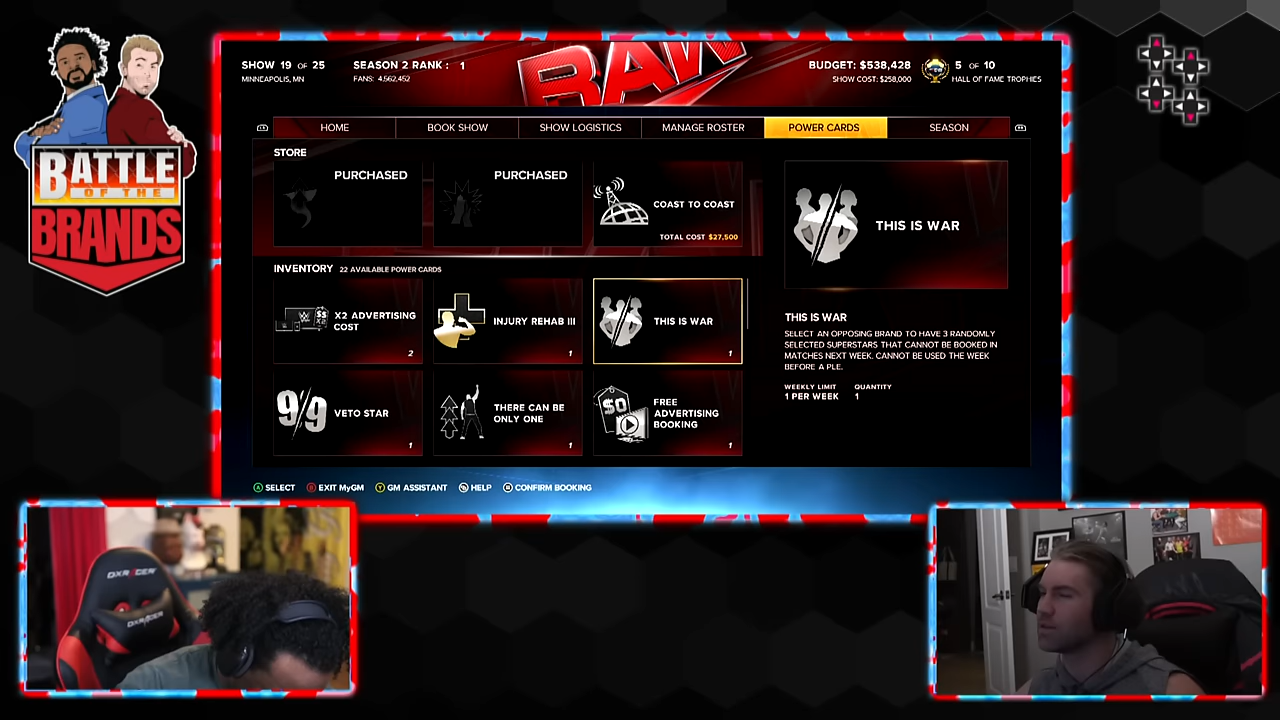 BATTLE
OF THE
BRANDS
SHOW 19 OF 25
MINNEAPOLIS, MN
SEASON 2 RANK : 1
FANS: 4,562,452
RAW
BUDGET: $538,428
SHOW COST: $258,000
5 OF 10
HALL OF FAME TROPHIES
HOME
BOOK SHOW
SHOW LOGISTICS
MANAGE ROSTER
POWER CARDS
SEASON
STORE
PURCHASED
PURCHASED
COAST TO COAST
TOTAL COST $27,500
INVENTORY 22 AVAILABLE POWER CARDS
X2 ADVERTISING
COST
2
INJURY REHAB III
1
THIS IS WAR
1
9/9
VETO STAR
1
THERE CAN BE
ONLY ONE
1
$0
FREE
ADVERTISING
BOOKING
1
THIS IS WAR
THIS IS WAR
SELECT AN OPPOSING BRAND TO HAVE 3 RANDOMLY
SELECTED SUPERSTARS THAT CANNOT BE BOOKED IN
MATCHES NEXT WEEK. CANNOT BE USED THE WEEK
BEFORE A PLE.
WEEKLY LIMIT
1 PER WEEK
QUANTITY
1
A SELECT
B EXIT MyGM
Y GM ASSISTANT
HELP
CONFIRM BOOKING
DXRACER
DXRACER